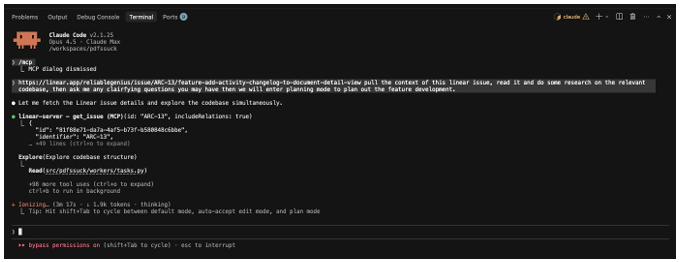 Problems Output Debug Console Terminal Ports
claude
Claude Code v2.1.25
Opus 4.5 · Claude Max
/workspaces/pdfssuck
❯ /mcp
⎿ MCP dialog dismissed
❯ https://linear.app/reliablegenius/issue/ARC-13/feature-add-activity-changelog-to-document-detail-view pull the context of this linear issue, read it and do some research on the relevant
codebase, then ask me any clairfying questions you may have then we will enter planning mode to plan out the feature development.
● Let me fetch the Linear issue details and explore the codebase simultaneously.
● linear-server – get_issue (MCP)(id: "ARC-13", includeRelations: true)
⎿ {
"id": "81f88e71-da7a-4af5-b73f-b580848c6bbe",
"identifier": "ARC-13",
… +49 lines (ctrl+o to expand)
Explore(Explore codebase structure)
⎿ Read(src/pdfssuck/workers/tasks.py)
+98 more tool uses (ctrl+o to expand)
ctrl+b to run in background
+ Ionizing… (3m 17s · ↓ 1.9k tokens · thinking)
⎿ Tip: Hit shift+Tab to cycle between default mode, auto-accept edit mode, and plan mode
❯
▸▸ bypass permissions on (shift+Tab to cycle) · esc to interrupt